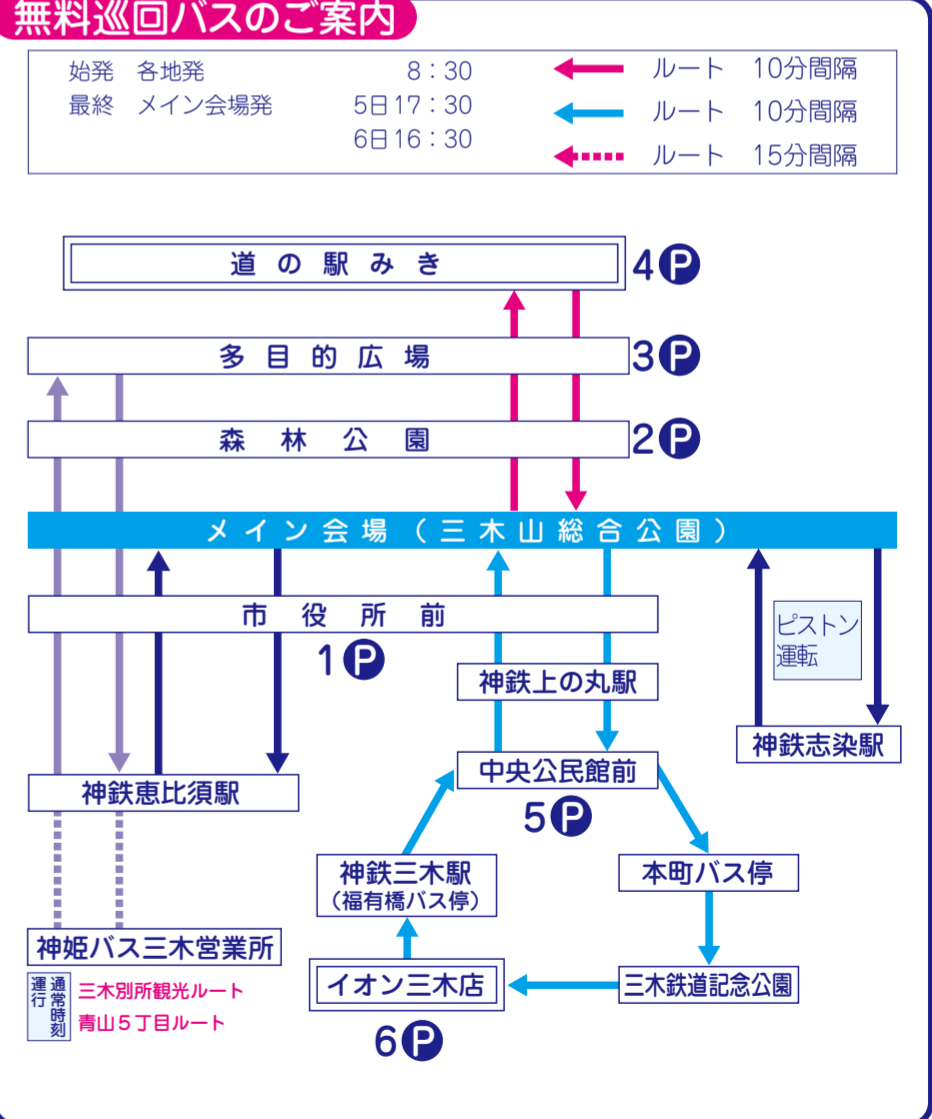 無料巡回バスのご案内
始発 各地発 8：30
最終 メイン会場発 5日17：30
6日16：30
ルート 10分間隔
ルート 10分間隔
ルート 15分間隔
道の駅みき
4 P
多目的広場
3 P
森林公園
2 P
メイン会場（三木山総合公園）
市役所前
1 P
ピストン
運転
神鉄上の丸駅
神鉄志染駅
中央公民館前
5 P
神鉄恵比須駅
神鉄三木駅
（福有橋バス停）
本町バス停
神姫バス三木営業所
イオン三木店
6 P
三木鉄道記念公園
通常時刻
運行
三木別所観光ルート
青山５丁目ルート